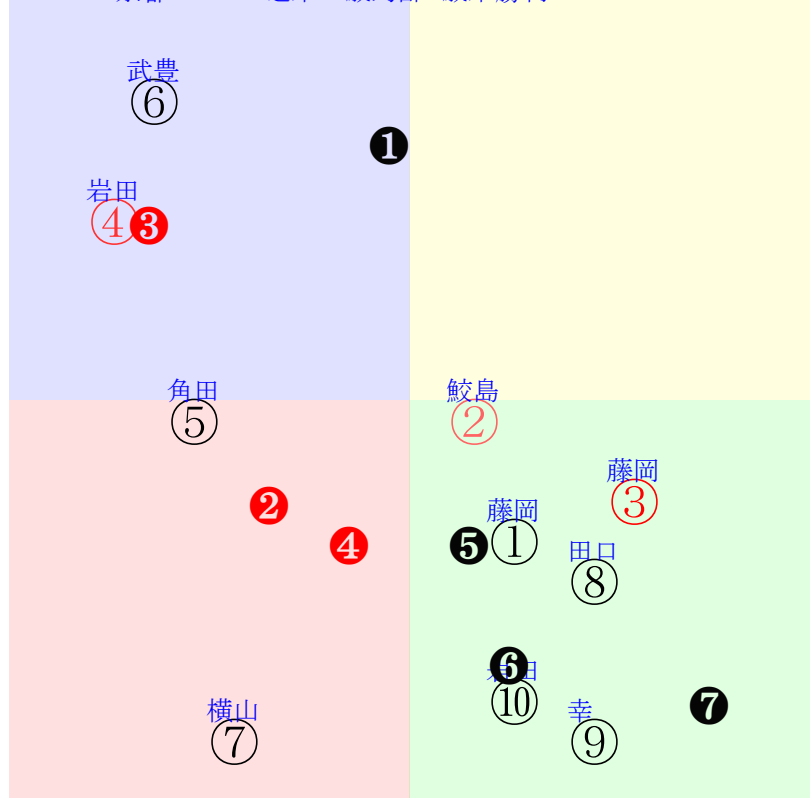 武豊
⑥
❶
岩田
④❸
角田
⑤
鮫島
②
藤岡
③
❷
藤岡
❹
❺①
田口
⑧
❻
⑩
横山
⑦
幸
⑨
❼